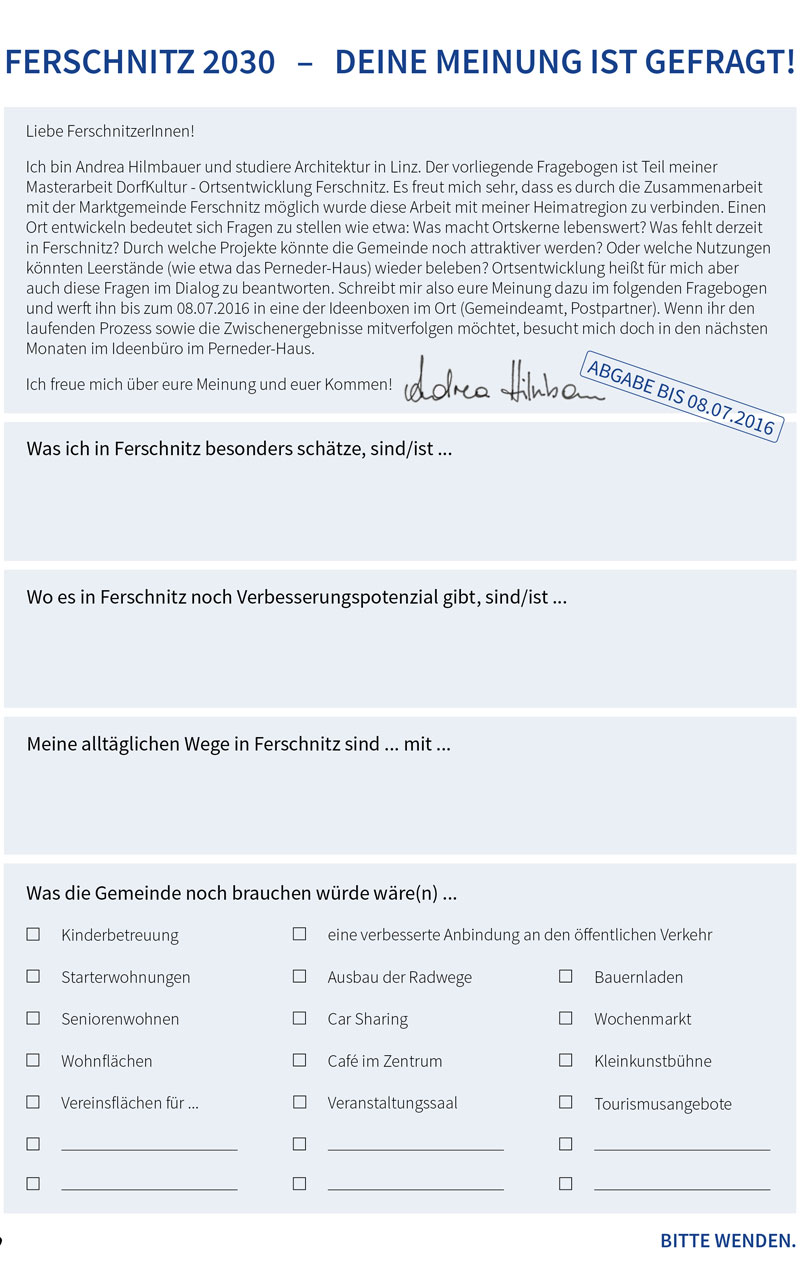 FERSCHNITZ 2030 – DEINE MEINUNG IST GEFRAGT!
Liebe FerschnitzerInnen!
Ich bin Andrea Hilmbauer und studiere Architektur in Linz. Der vorliegende Fragebogen ist Teil meiner
Masterarbeit DorfKultur - Ortsentwicklung Ferschnitz. Es freut mich sehr, dass es durch die Zusammenarbeit
mit der Marktgemeinde Ferschnitz möglich wurde diese Arbeit mit meiner Heimatregion zu verbinden. Einen
Ort entwickeln bedeutet sich Fragen zu stellen wie etwa: Was macht Ortskerne lebenswert? Was fehlt derzeit
in Ferschnitz? Durch welche Projekte könnte die Gemeinde noch attraktiver werden? Oder welche Nutzungen
könnten Leerstände (wie etwa das Perneder-Haus) wieder beleben? Ortsentwicklung heißt für mich aber
auch diese Fragen im Dialog zu beantworten. Schreibt mir also eure Meinung dazu im folgenden Fragebogen
und werft ihn bis zum 08.07.2016 in eine der Ideenboxen im Ort (Gemeindeamt, Postpartner). Wenn ihr den
laufenden Prozess sowie die Zwischenergebnisse mitverfolgen möchtet, besucht mich doch in den nächsten
Monaten im Ideenbüro im Perneder-Haus.
Ich freue mich über eure Meinung und euer Kommen! Andrea Hilmbau
ABGABE BIS 08.07.2016
Was ich in Ferschnitz besonders schätze, sind/ist ...
Wo es in Ferschnitz noch Verbesserungspotenzial gibt, sind/ist ...
Meine alltäglichen Wege in Ferschnitz sind ... mit ...
Was die Gemeinde noch brauchen würde wäre(n) ...
Kinderbetreuung eine verbesserte Anbindung an den öffentlichen Verkehr
Starterwohnungen Ausbau der Radwege Bauernladen
Seniorenwohnen Car Sharing Wochenmarkt
Wohnflächen Café im Zentrum Kleinkunstbühne
Vereinsflächen für ... Veranstaltungssaal Tourismusangebote
BITTE WENDEN.